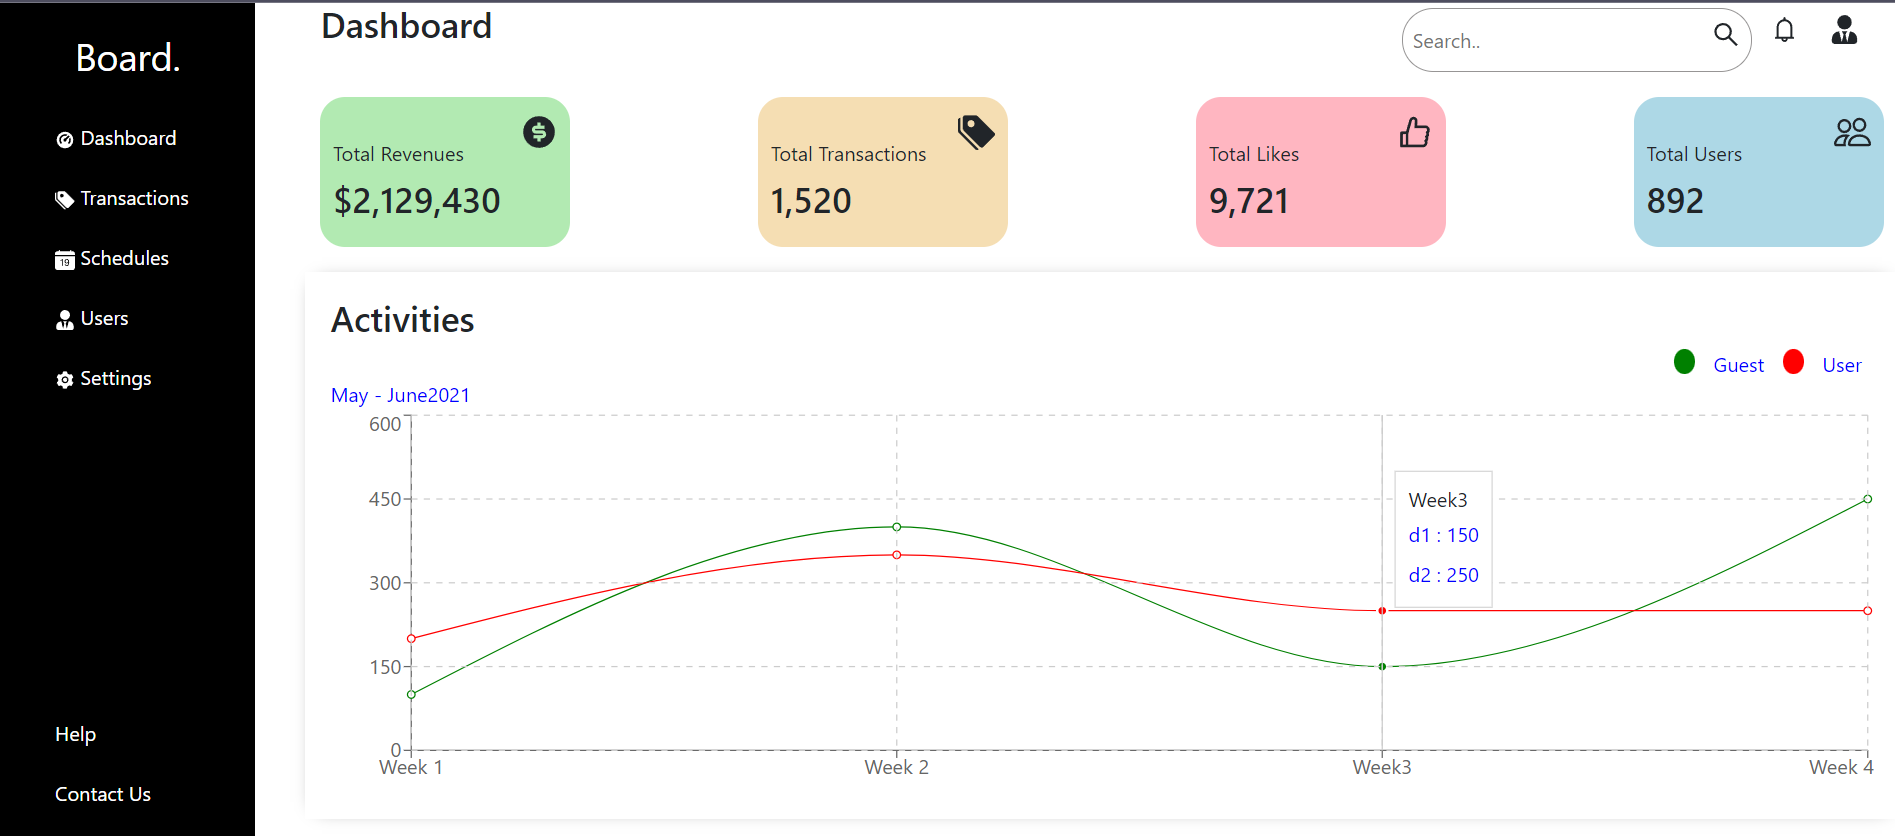 Board.
Dashboard
Transactions
19
Schedules
Users
Settings
Help
Contact Us
Dashboard
Search..
Total Revenues
$2,129,430
Total Transactions
1,520
Total Likes
9,721
Total Users
892
Activities
Guest
User
May - June2021
600
450
300
150
0
Week 1
Week 2
Week3
Week 4
Week3
d1 : 150
d2 : 250